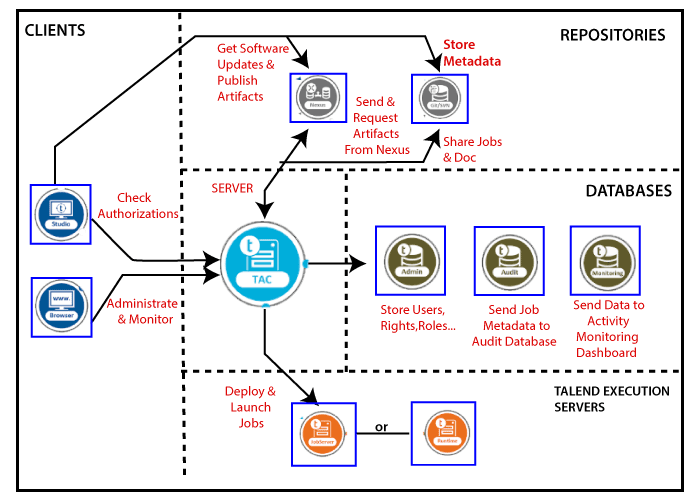 CLIENTS
REPOSITORIES
Get Software
Updates &
Publish
Artifacts
Store
Metadata
Nexus
Git/SVN
Send &
Request
Artifacts
From Nexus
Share Jobs
& Doc
SERVER
DATABASES
Studio
Check
Authorizations
t
TAC
t
Admin
t
Audit
t
Monitoring
www.
Browser
Administrate
& Monitor
Store Users,
Rights,Roles...
Send Job
Metadata to
Audit Database
Send Data to
Activity
Monitoring
Dashboard
Deploy &
Launch
Jobs
TALEND EXECUTION
SERVERS
t
JobServer
or
t
Runtime